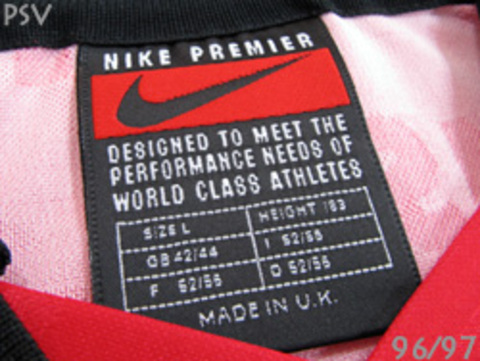 PSV
NIKE PREMIER
DESIGNED TO MEET THE
PERFORMANCE NEEDS OF
WORLD CLASS ATHLETES
SIZE L HEIGHT 183
GB 42/44 I 52/55
F 52/55 D 52/55
MADE IN U.K.
96/97